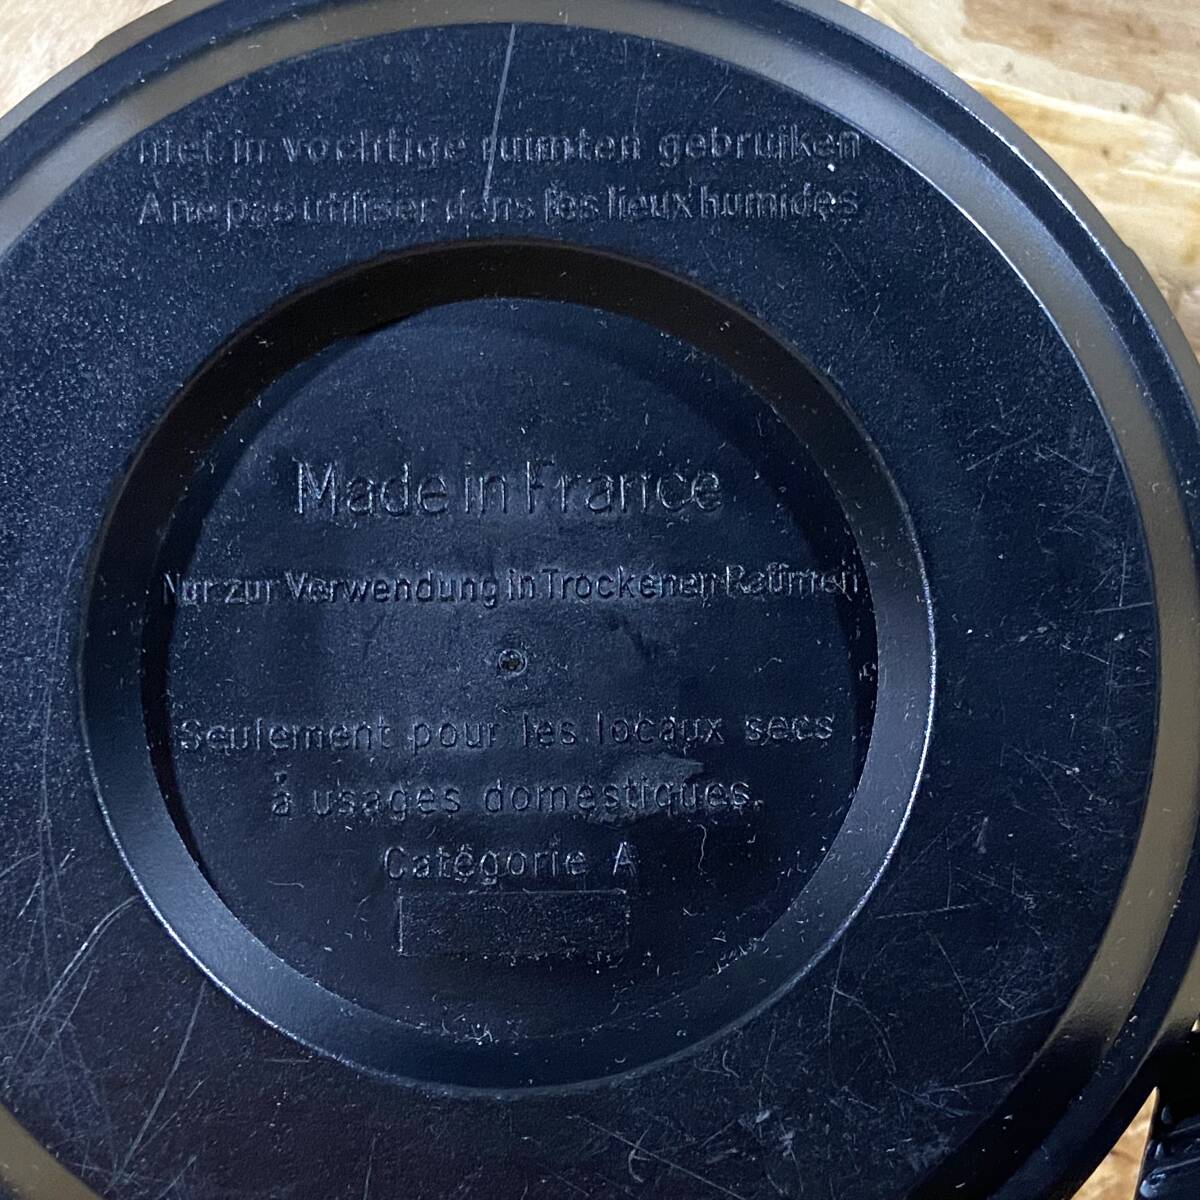 niet in vochtige ruimten gebruiken
A ne pas utiliser dans les lieux humides
Made in France
Nur zur Verwendung in Trockenen Raümen
Seulement pour les locaux secs
à usages domestiques.
Catégorie A